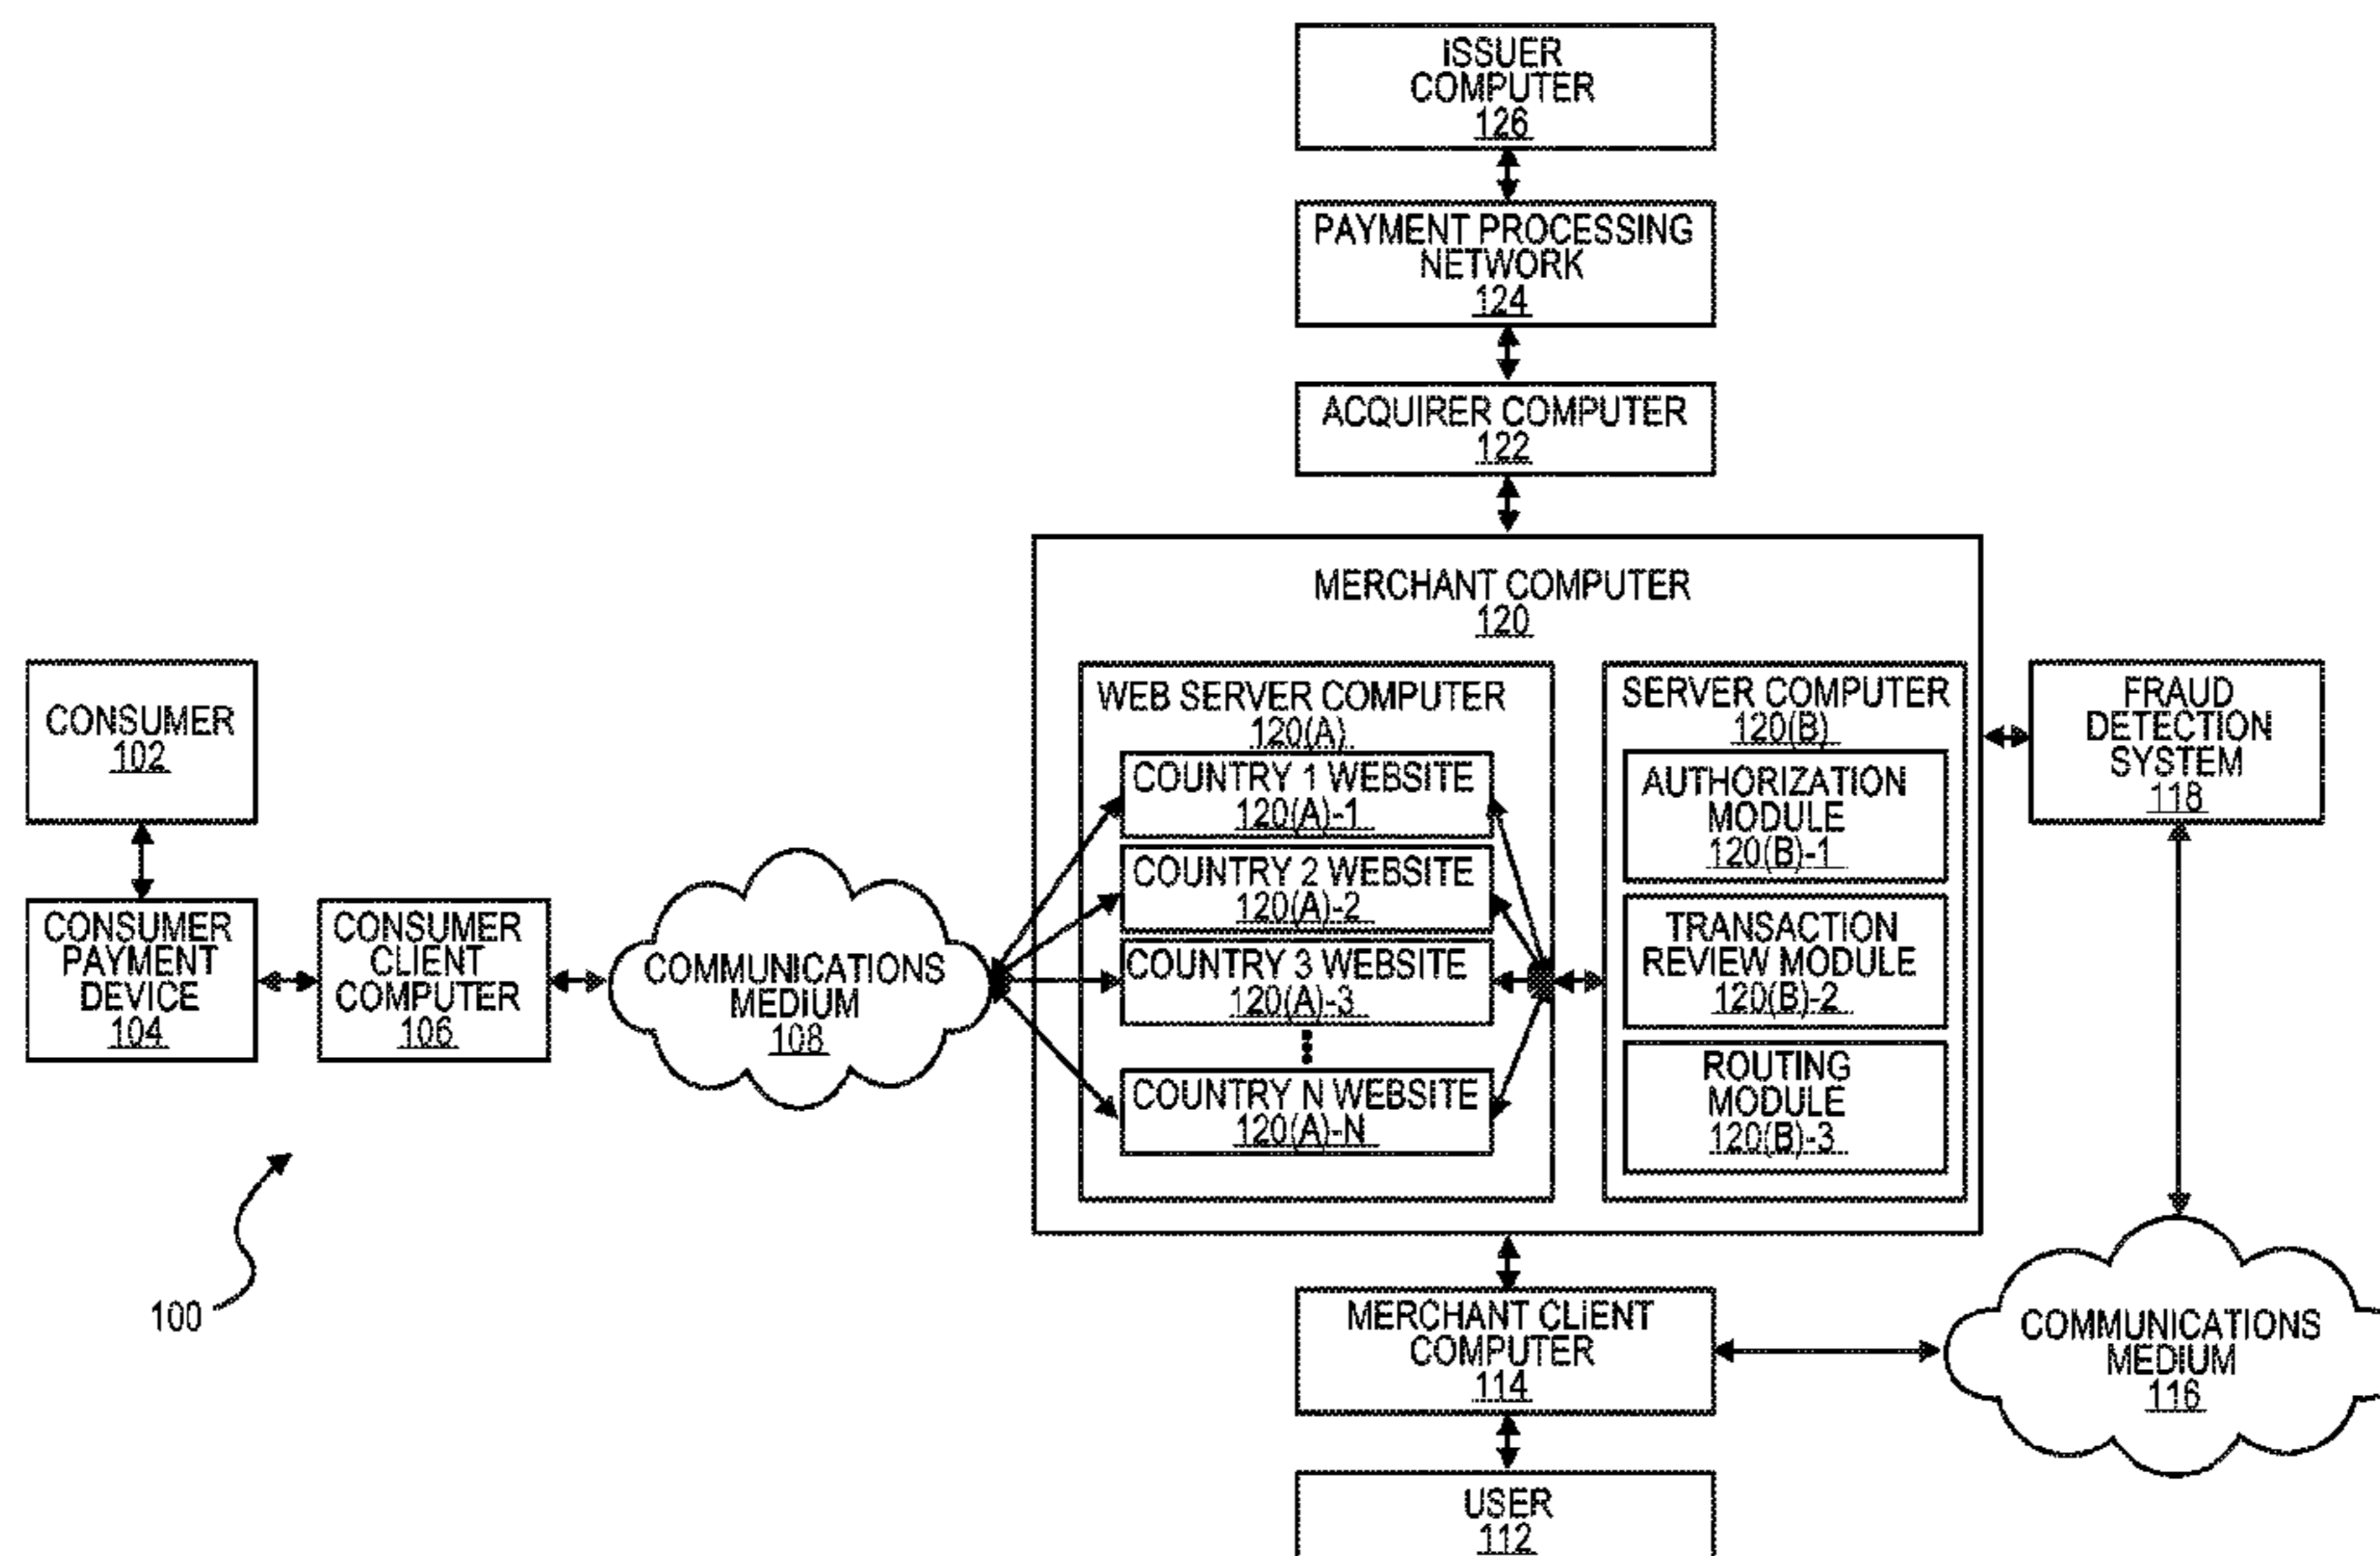 ISSUER
COMPUTER
126
PAYMENT PROCESSING
NETWORK
124
ACQUIRER COMPUTER
122
MERCHANT COMPUTER
120
WEB SERVER COMPUTER
120(A)
COUNTRY 1 WEBSITE
120(A)-1
COUNTRY 2 WEBSITE
120(A)-2
COUNTRY 3 WEBSITE
120(A)-3
COUNTRY N WEBSITE
120(A)-N
SERVER COMPUTER
120(B)
AUTHORIZATION
MODULE
120(B)-1
TRANSACTION
REVIEW MODULE
120(B)-2
ROUTING
MODULE
120(B)-3
FRAUD
DETECTION
SYSTEM
118
CONSUMER
102
CONSUMER
PAYMENT
DEVICE
104
CONSUMER
CLIENT
COMPUTER
106
COMMUNICATIONS
MEDIUM
108
100
MERCHANT CLIENT
COMPUTER
114
COMMUNICATIONS
MEDIUM
116
USER
112